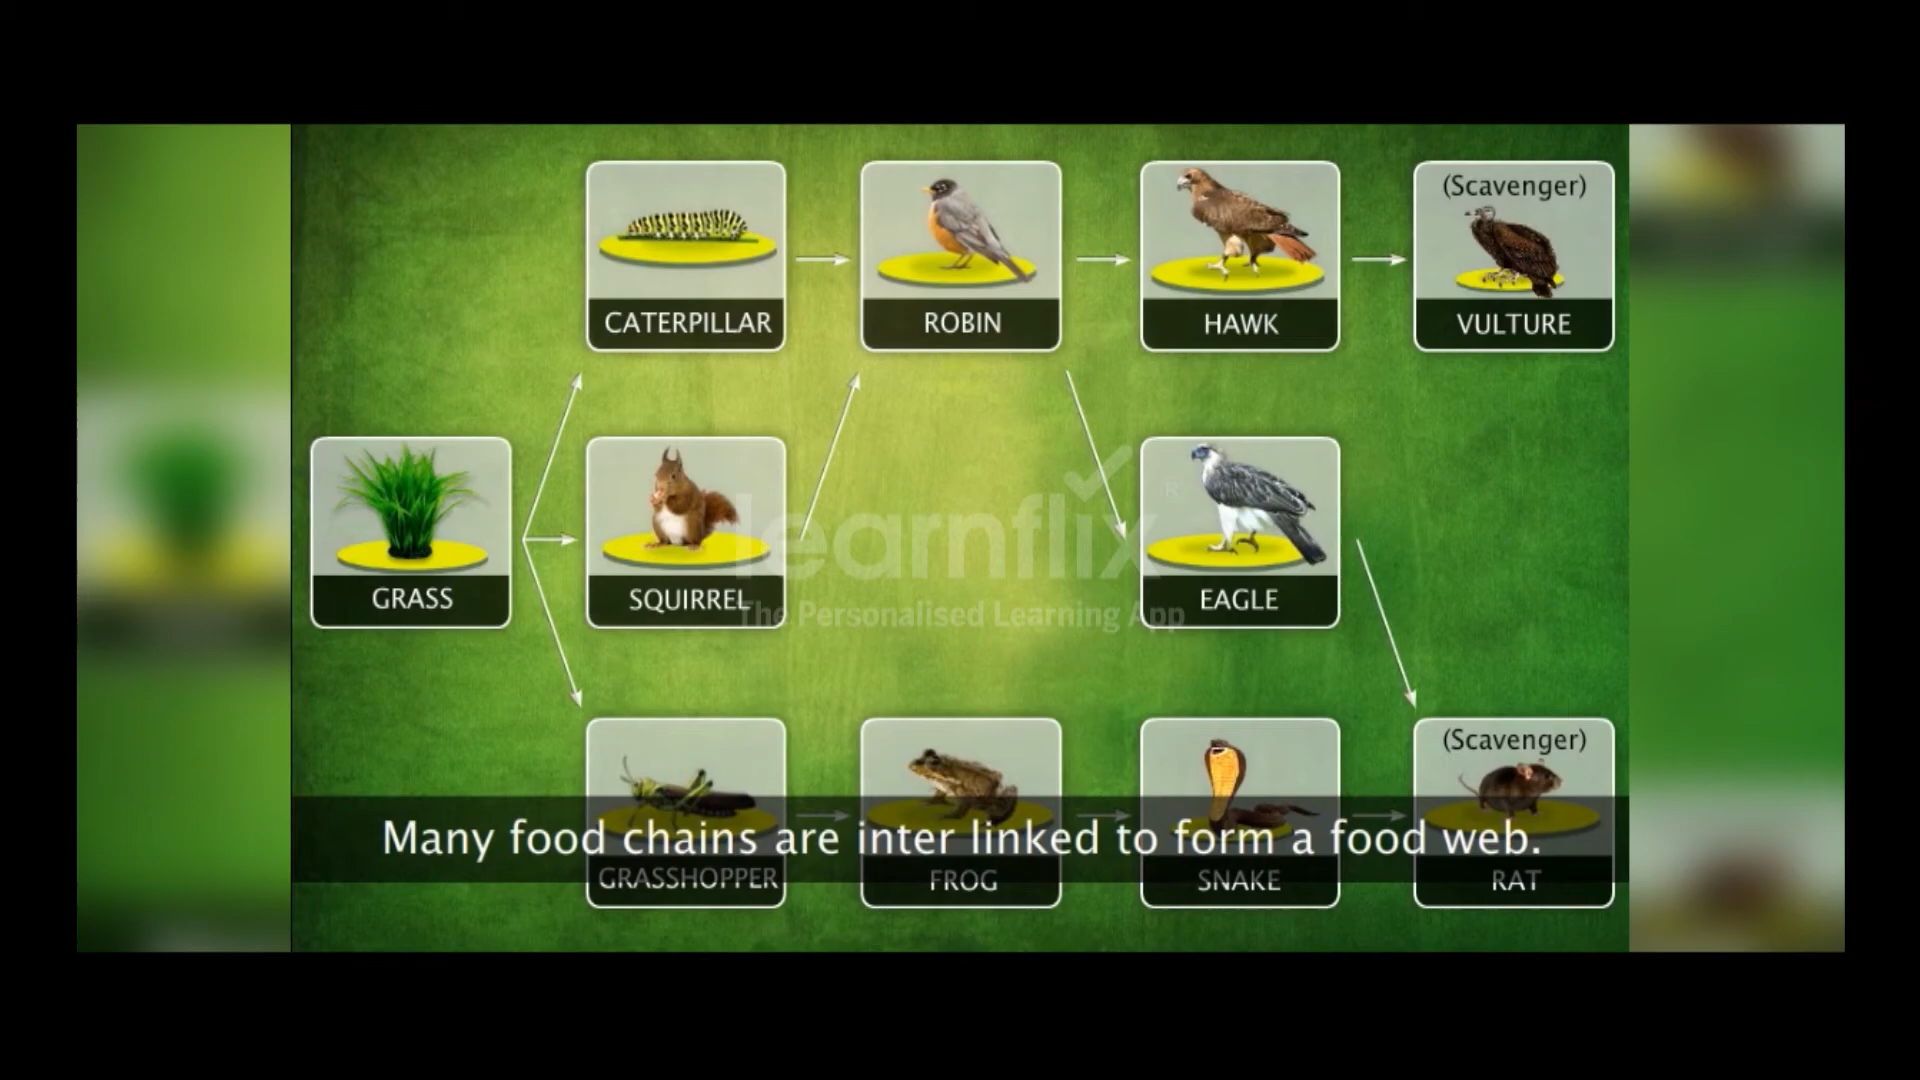 (Scavenger)
CATERPILLAR
ROBIN
HAWK
VULTURE
learnflix
®
The Personalised Learning App
GRASS
SQUIRREL
EAGLE
(Scavenger)
Many food chains are inter linked to form a food web.
GRASSHOPPER
FROG
SNAKE
RAT